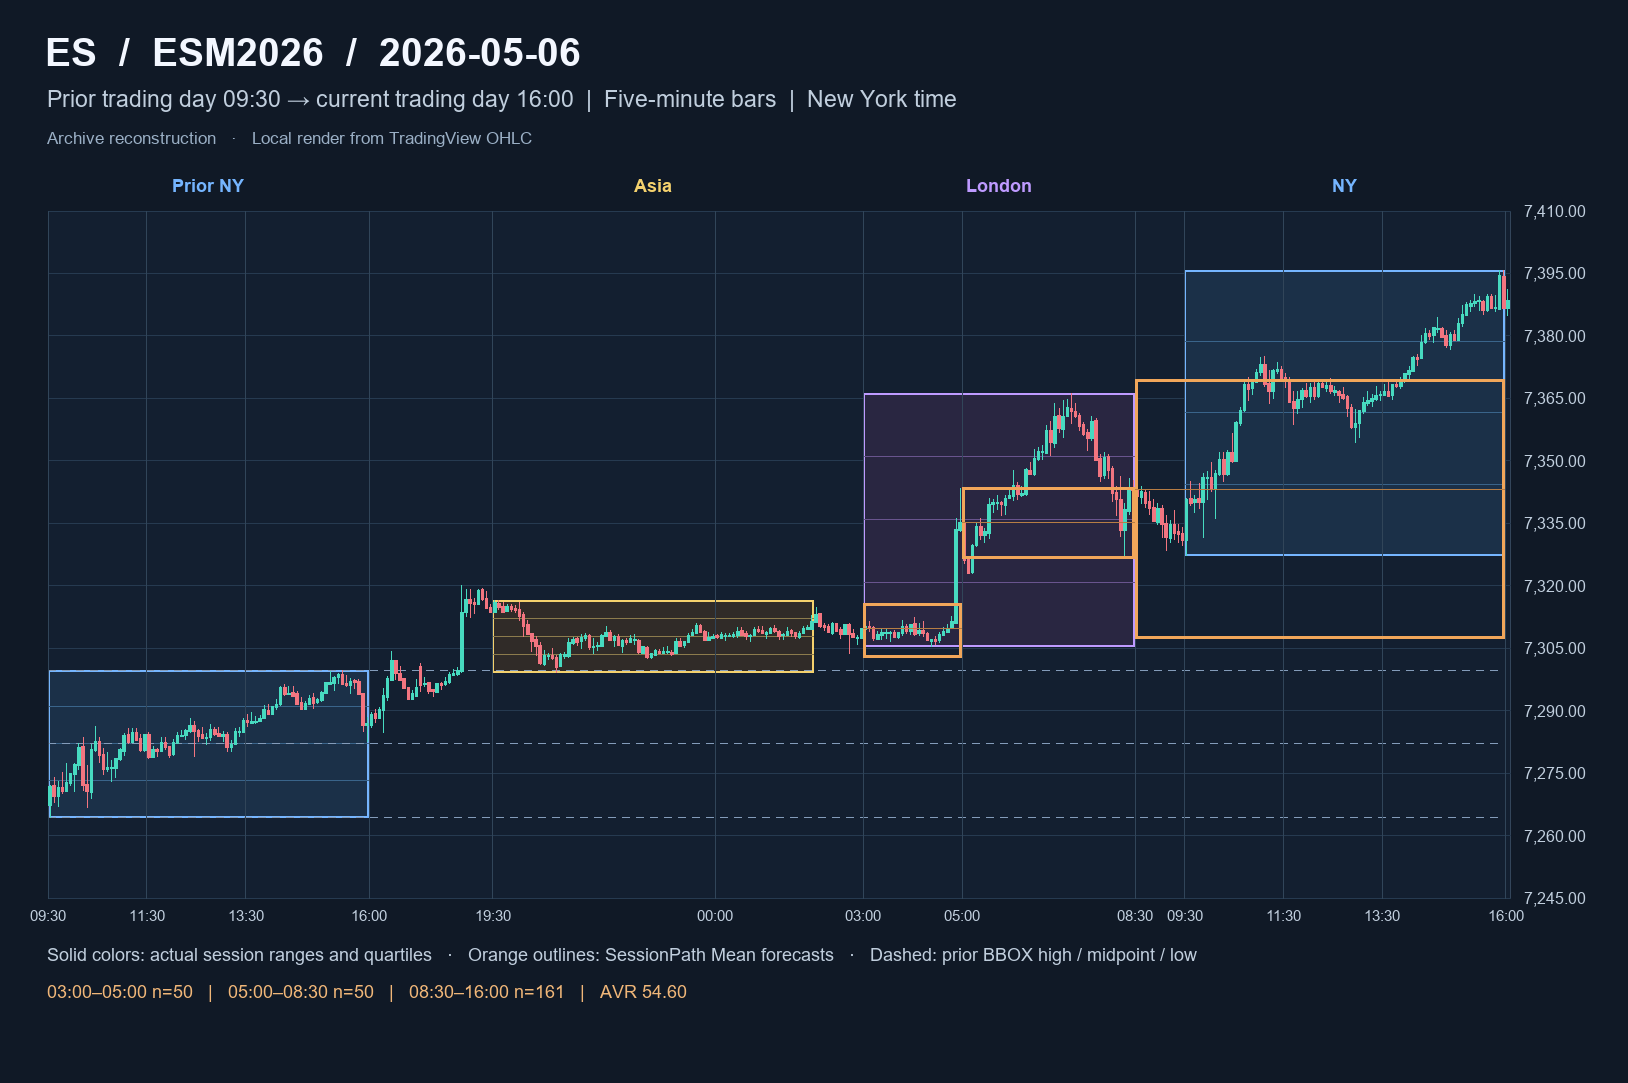 ES / ESM2026 / 2026-05-06
Prior trading day 09:30 → current trading day 16:00 | Five-minute bars | New York time
Archive reconstruction · Local render from TradingView OHLC
Prior NY Asia London NY
7,410.00
7,395.00
7,380.00
7,365.00
7,350.00
7,335.00
7,320.00
7,305.00
7,290.00
7,275.00
7,260.00
7,245.00
09:30 11:30 13:30 16:00 19:30 00:00 03:00 05:00 08:30 09:30 11:30 13:30 16:00
Solid colors: actual session ranges and quartiles · Orange outlines: SessionPath Mean forecasts · Dashed: prior BBOX high / midpoint / low
03:00–05:00 n=50 | 05:00–08:30 n=50 | 08:30–16:00 n=161 | AVR 54.60